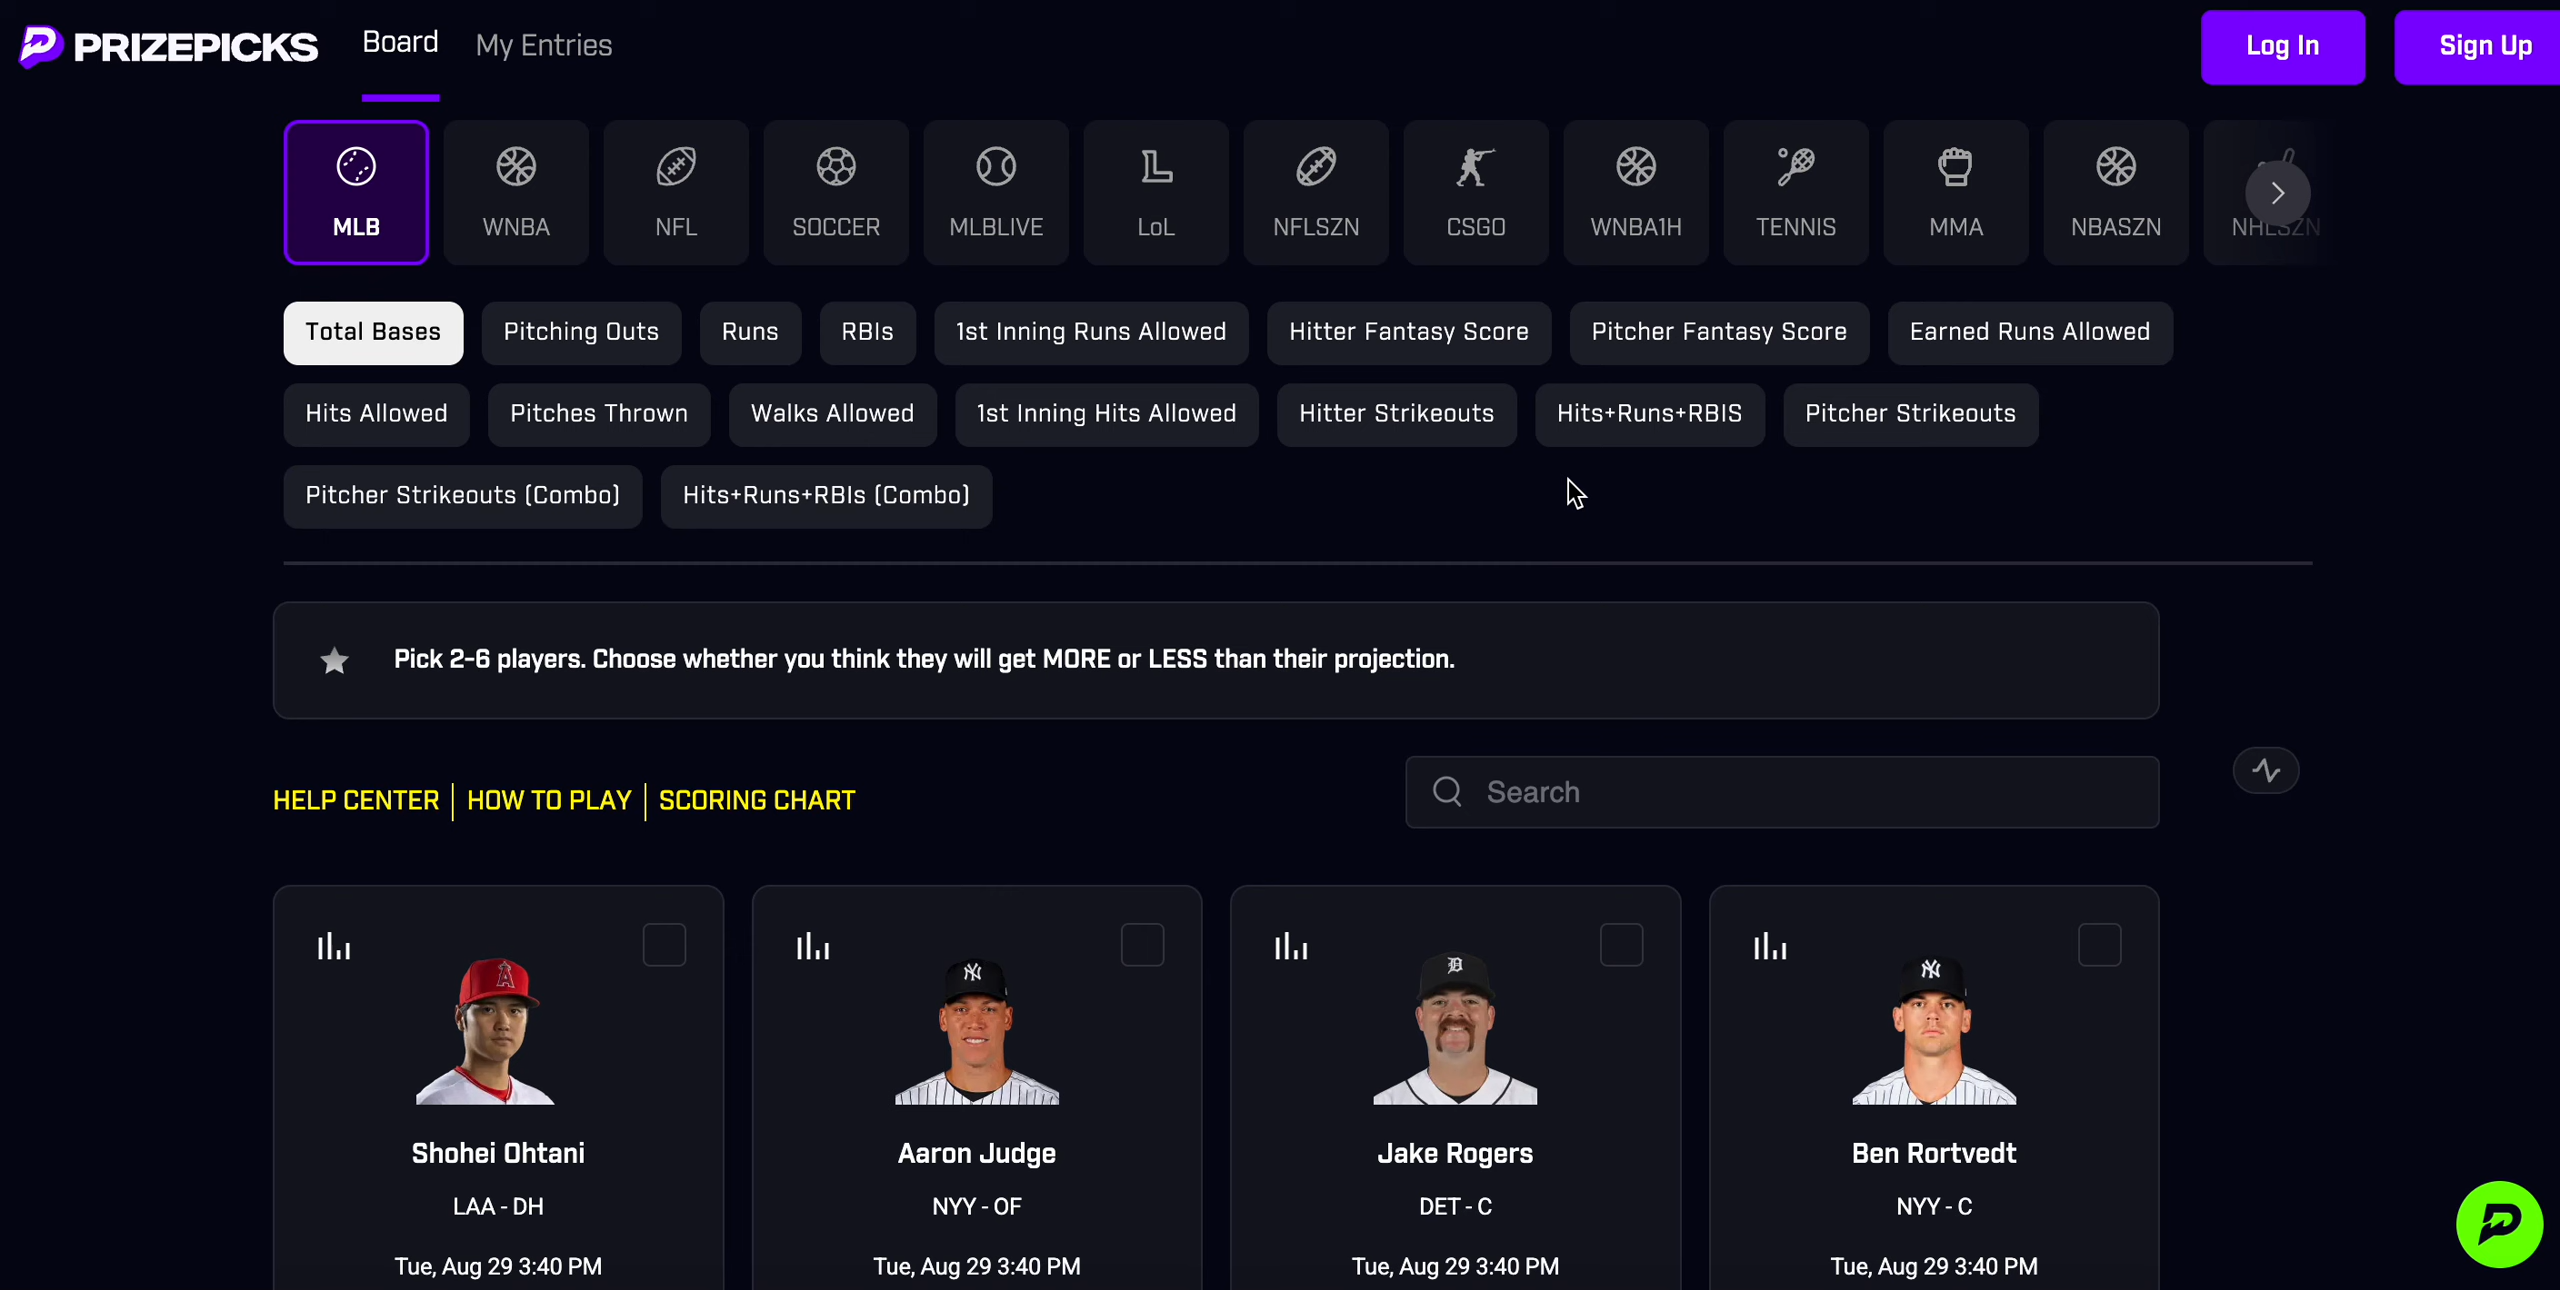 PRIZEPICKS Board My Entries Log In Sign Up
MLB WNBA NFL SOCCER MLBLIVE LoL NFLSZN CSGO WNBA1H TENNIS MMA NBASZN NHLSZN
Total Bases Pitching Outs Runs RBIs 1st Inning Runs Allowed Hitter Fantasy Score Pitcher Fantasy Score Earned Runs Allowed
Hits Allowed Pitches Thrown Walks Allowed 1st Inning Hits Allowed Hitter Strikeouts Hits+Runs+RBIS Pitcher Strikeouts
Pitcher Strikeouts (Combo) Hits+Runs+RBIs (Combo)
Pick 2-6 players. Choose whether you think they will get MORE or LESS than their projection.
HELP CENTER HOW TO PLAY SCORING CHART Search
Shohei Ohtani Aaron Judge Jake Rogers Ben Rortvedt
LAA - DH NYY - OF DET - C NYY - C
Tue, Aug 29 3:40 PM Tue, Aug 29 3:40 PM Tue, Aug 29 3:40 PM Tue, Aug 29 3:40 PM